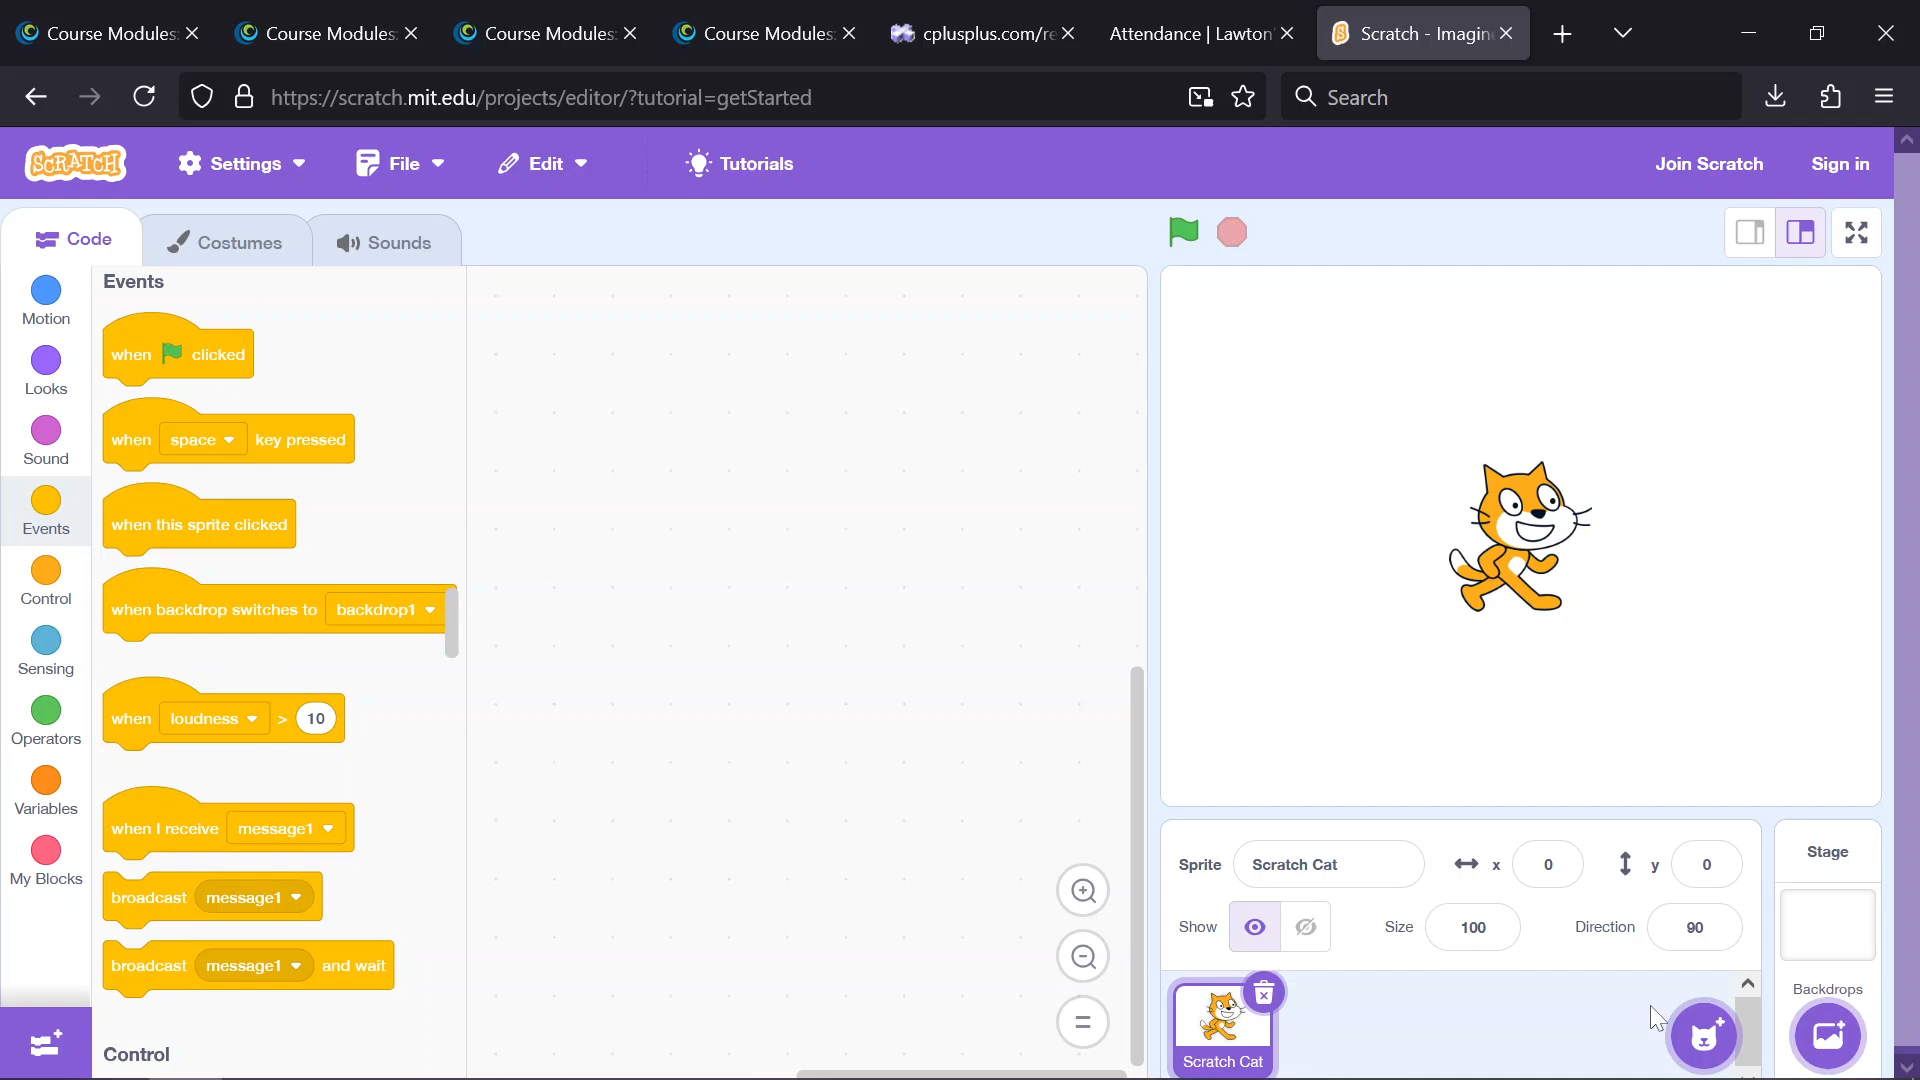 Course Modules:
Course Modules:
Course Modules:
Course Modules:
cplusplus.com/re
Attendance | Lawton
Scratch - Imagin
https://scratch.mit.edu/projects/editor/?tutorial=getStarted
Search
SCRATCH
Settings
File
Edit
Tutorials
Join Scratch
Sign in
Code
Costumes
Sounds
Motion
Looks
Sound
Events
Control
Sensing
Operators
Variables
My Blocks
Events
when clicked
when space key pressed
when this sprite clicked
when backdrop switches to backdrop1
when loudness > 10
when I receive message1
broadcast message1
broadcast message1 and wait
Control
Sprite Scratch Cat x 0 y 0
Show Size 100 Direction 90
Scratch Cat
Stage
Backdrops